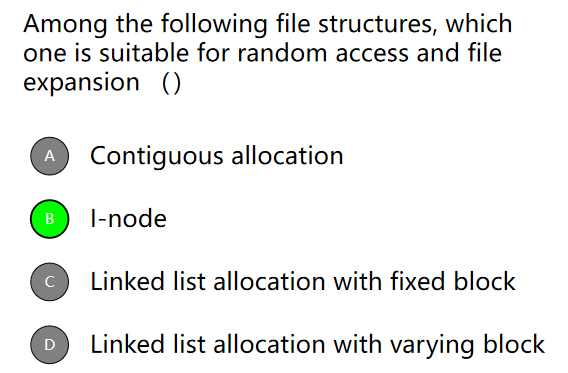 Among the following file structures, which
one is suitable for random access and file
expansion ()
A Contiguous allocation
B I-node
C Linked list allocation with fixed block
D Linked list allocation with varying block